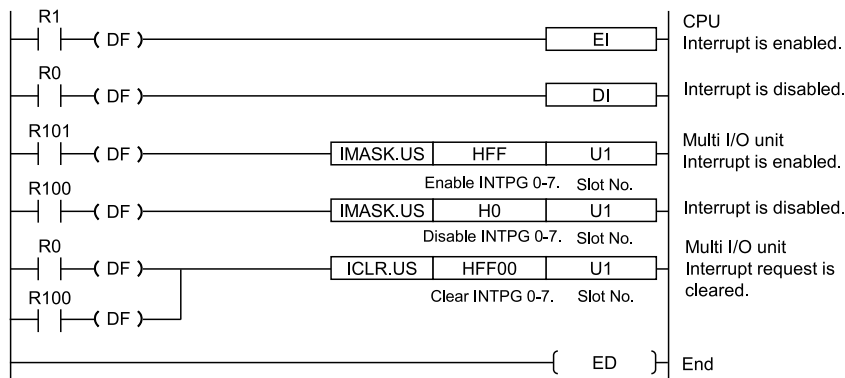 R1
( DF ) EI
CPU
Interrupt is enabled.
R0
( DF ) DI
Interrupt is disabled.
R101
( DF ) IMASK.US HFF U1
Multi I/O unit
Interrupt is enabled.
Enable INTPG 0-7. Slot No.
R100
( DF ) IMASK.US H0 U1
Interrupt is disabled.
Disable INTPG 0-7. Slot No.
R0
( DF ) ICLR.US HFF00 U1
Multi I/O unit
Interrupt request is
cleared.
Clear INTPG 0-7. Slot No.
R100
( DF )
ED
End